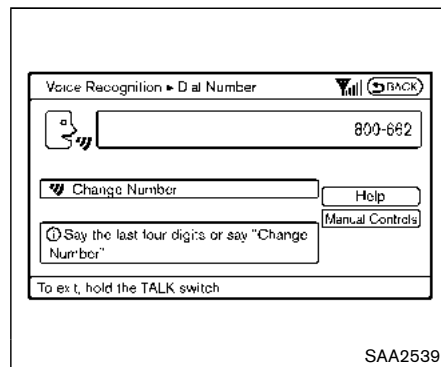 Voice Recognition ▸ Dial Number
BACK
800-662
Change Number
Help
Manual Controls
Say the last four digits or say "Change
Number"
To exit, hold the TALK switch
SAA2539